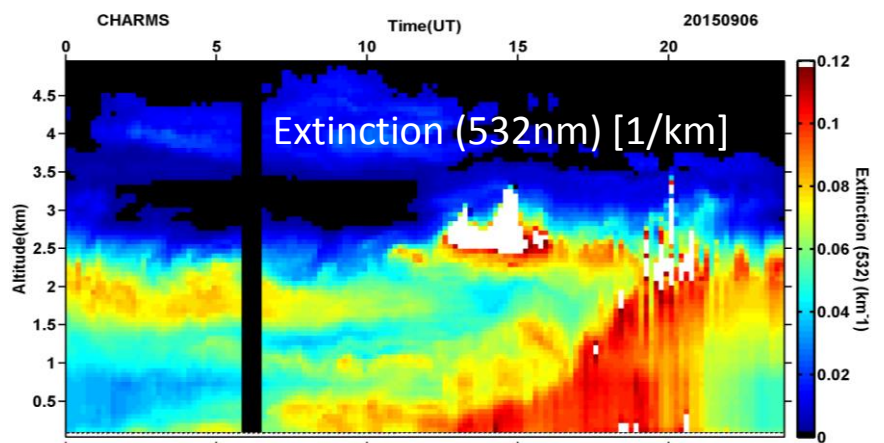 CHARMS
Time(UT)
20150906
0 5 10 15 20
Extinction (532nm) [1/km]
Altitude(km)
4.5
4
3.5
3
2.5
2
1.5
1
0.5
0.12
0.1
0.08
0.06
0.04
0.02
0
Extinction (532) (km-1)